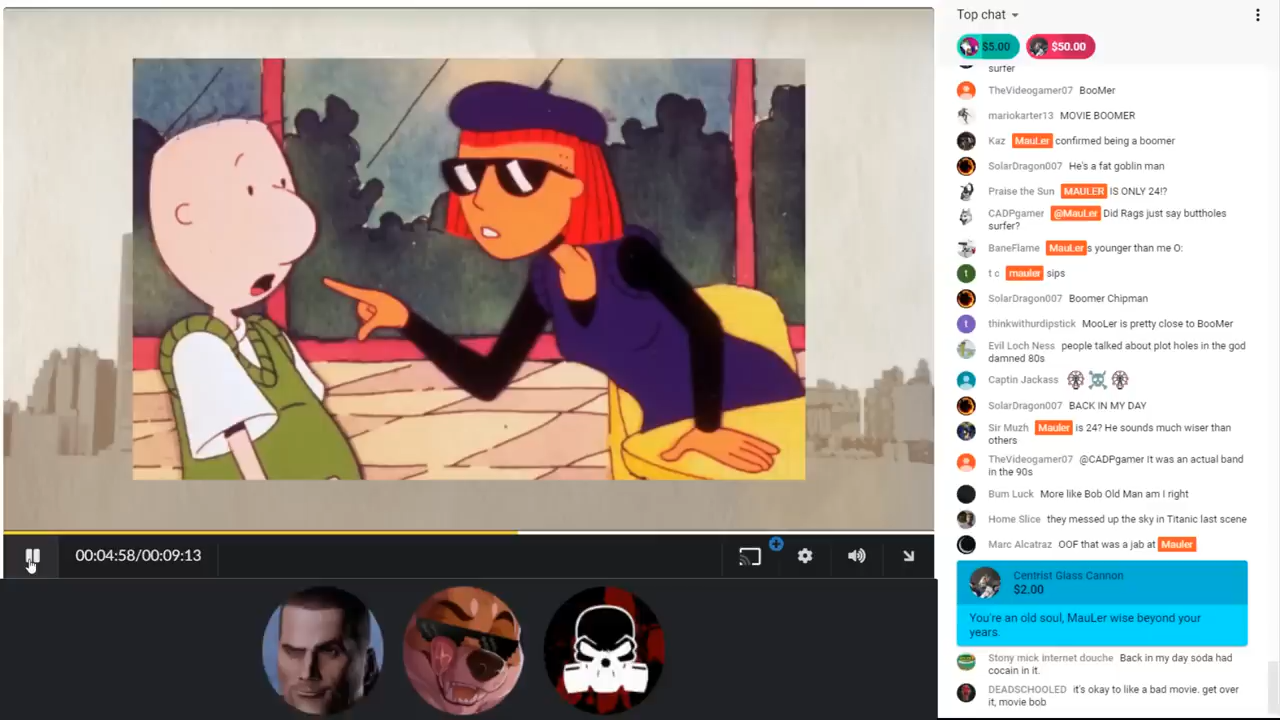 Top chat
$5.00 $50.00
surfer
TheVideogamer07 BooMer
mariokarter13 MOVIE BOOMER
Kaz MauLer confirmed being a boomer
SolarDragon007 He's a fat goblin man
Praise the Sun MAULER IS ONLY 24!?
CADPgamer @MauLer Did Rags just say buttholes
surfer?
BaneFlame MauLer s younger than me O:
t c mauler sips
SolarDragon007 Boomer Chipman
thinkwithurdipstick MooLer is pretty close to BooMer
Evil Loch Ness people talked about plot holes in the god
damned 80s
Captin Jackass
SolarDragon007 BACK IN MY DAY
Sir Muzh Mauler is 24? He sounds much wiser than
others
TheVideogamer07 @CADPgamer It was an actual band
in the 90s
Bum Luck More like Bob Old Man am I right
Home Slice they messed up the sky in Titanic last scene
Marc Alcatraz OOF that was a jab at Mauler
Centrist Glass Cannon
$2.00
You're an old soul, MauLer wise beyond your
years.
Stony mick internet douche Back in my day soda had
cocain in it.
DEADSCHOOLED it's okay to like a bad movie. get over
it, movie bob
00:04:58/00:09:13